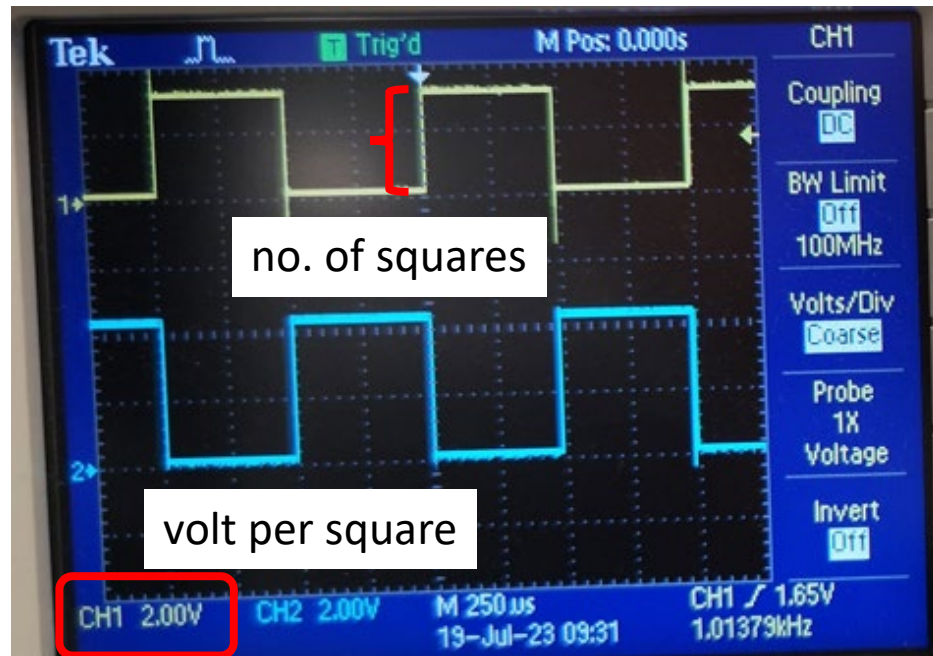 Tek T Trig'd M Pos: 0.000s CH1
Coupling
DC
BW Limit
Off
100MHz
1
no. of squares
Volts/Div
Coarse
Probe
1X
Voltage
2
Invert
Off
volt per square
CH1 2.00V CH2 2.00V M 250µs CH1 1.65V
19-Jul-23 09:31 1.01379kHz